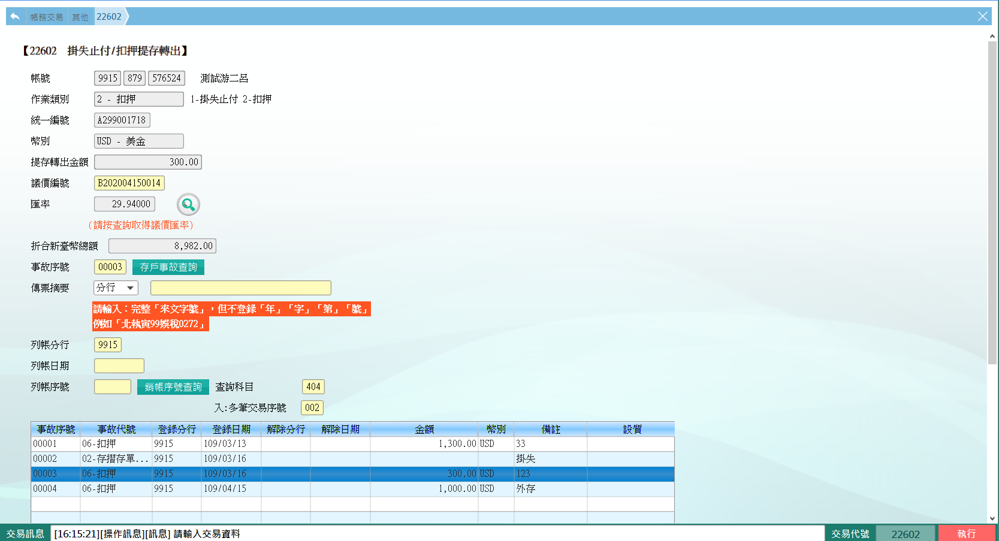 帳務交易 其他 22602
【22602 掛失止付/扣押提存轉出】
帳號 9915 879 576524 測試游二呂
作業類別 2 - 扣押 1-掛失止付 2-扣押
統一編號 A299001718
幣別 USD - 美金
提存轉出金額 300.00
議價編號 B202004150014
匯率 29.94000
(請按查詢取得議價匯率)
折合新臺幣總額 8,982.00
事故序號 00003 存戶事故查詢
傳票摘要 分行
請輸入：完整「來文字號」，但不登錄「年」「字」「第」「號」
例如「北執寅99娛稅0272」
列帳分行 9915
列帳日期
列帳序號 銷帳序號查詢 查詢科目 404
入:多筆交易序號 002
事故序號 事故代號 登錄分行 登錄日期 解除分行 解除日期 金額 幣別 備註 設質
00001 06-扣押 9915 109/03/13 1,300.00 USD 33
00002 02-存摺存單... 9915 109/03/16 掛失
00003 06-扣押 9915 109/03/16 300.00 USD 123
00004 06-扣押 9915 109/04/15 1,000.00 USD 外存
交易訊息 [16:15:21][操作訊息][訊息] 請輸入交易資料 交易代號 22602 執行